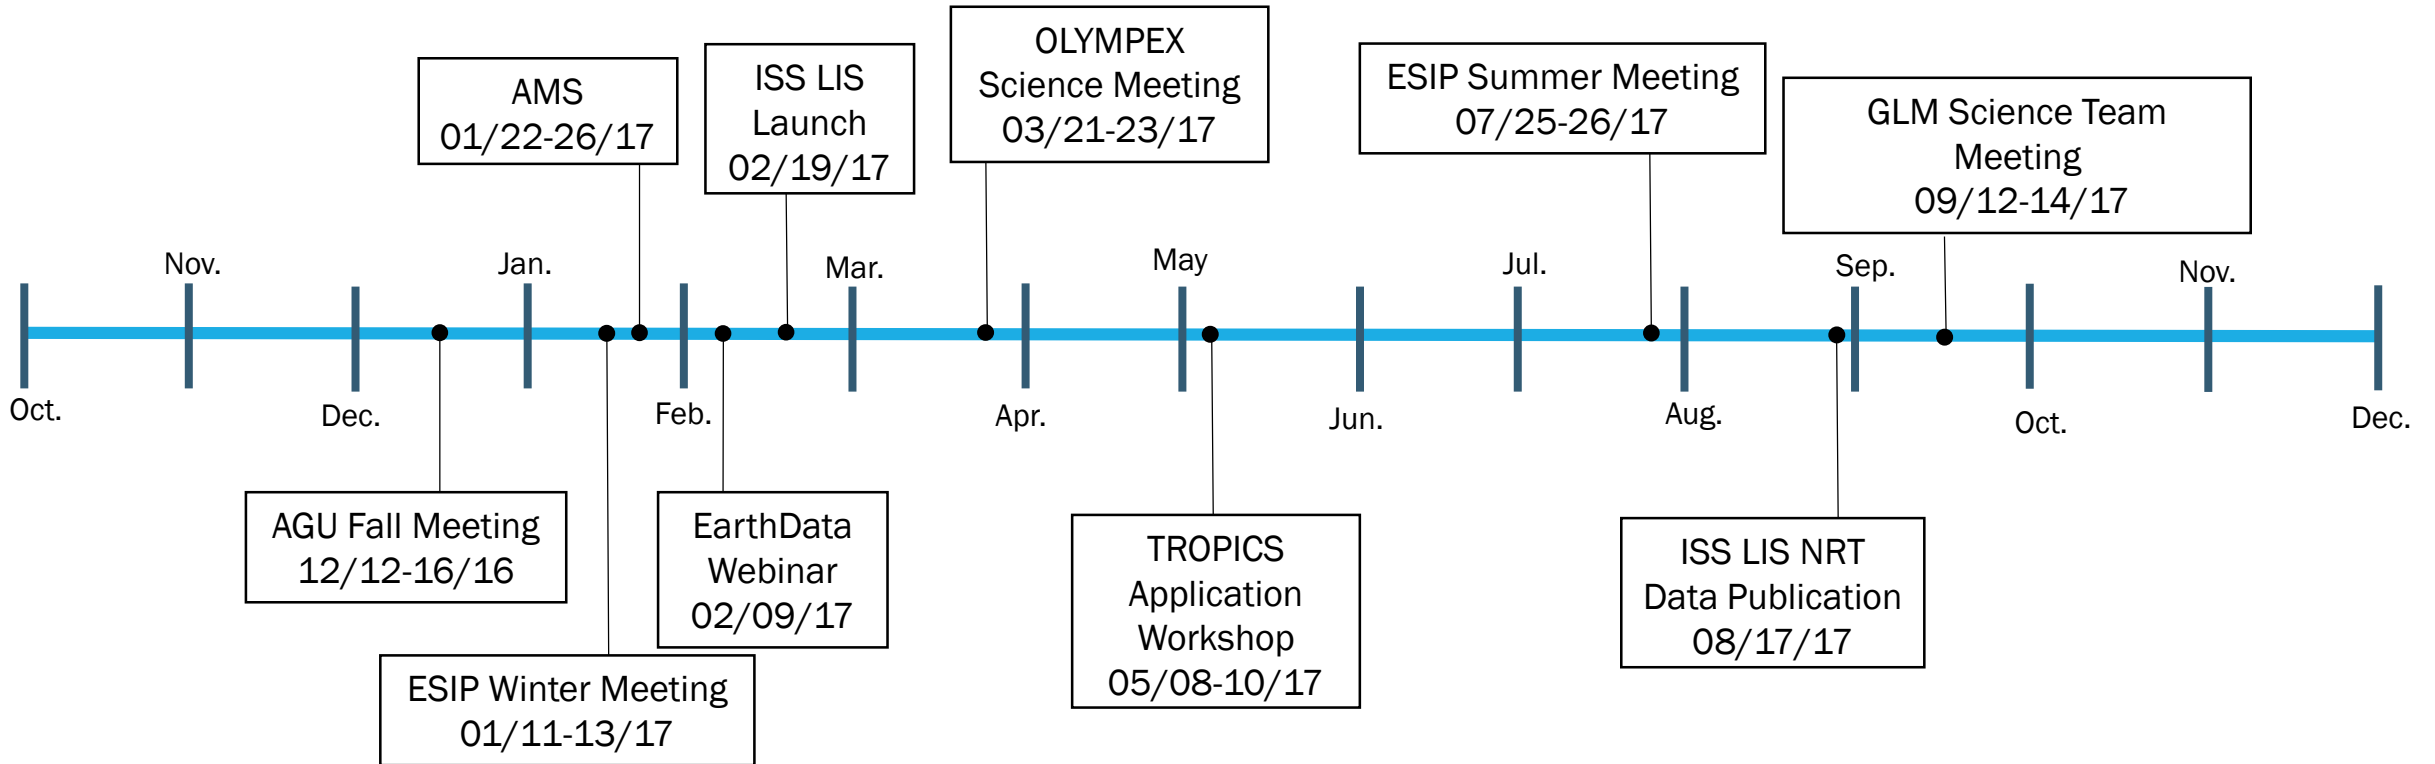 OLYMPEX
Science Meeting
03/21-23/17
ISS LIS
Launch
02/19/17
ESIP Summer Meeting
07/25-26/17
AMS
01/22-26/17
GLM Science Team
Meeting
09/12-14/17
Nov.
Jan.
Mar.
May
Jul.
Sep.
Nov.
Oct.
Dec.
Feb.
Apr.
Jun.
Aug.
Oct.
Dec.
AGU Fall Meeting
12/12-16/16
EarthData
Webinar
02/09/17
TROPICS
Application
Workshop
05/08-10/17
ISS LIS NRT
Data Publication
08/17/17
ESIP Winter Meeting
01/11-13/17